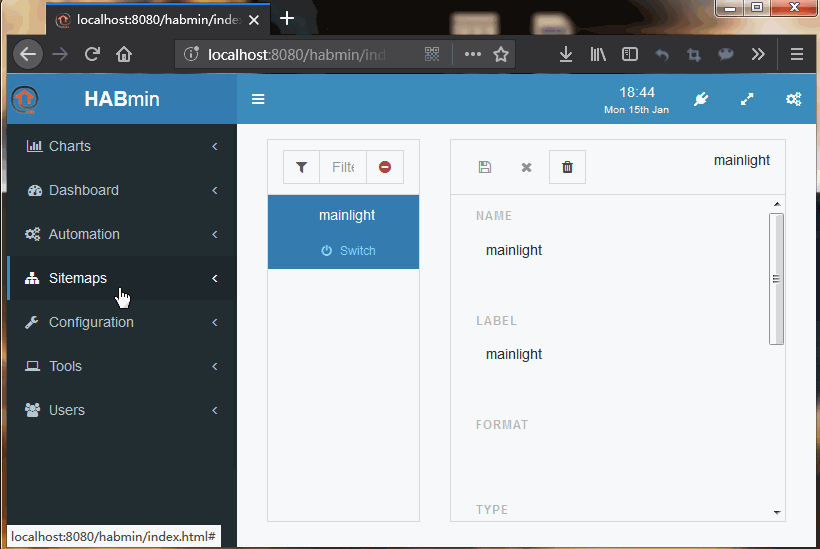 localhost:8080/habmin/inde
localhost:8080/habmin/ind
HABmin
18:44
Mon 15th Jan
Charts
Dashboard
Automation
Sitemaps
Configuration
Tools
Users
Filte
mainlight
Switch
mainlight
NAME
mainlight
LABEL
mainlight
FORMAT
TYPE
localhost:8080/habmin/index.html#